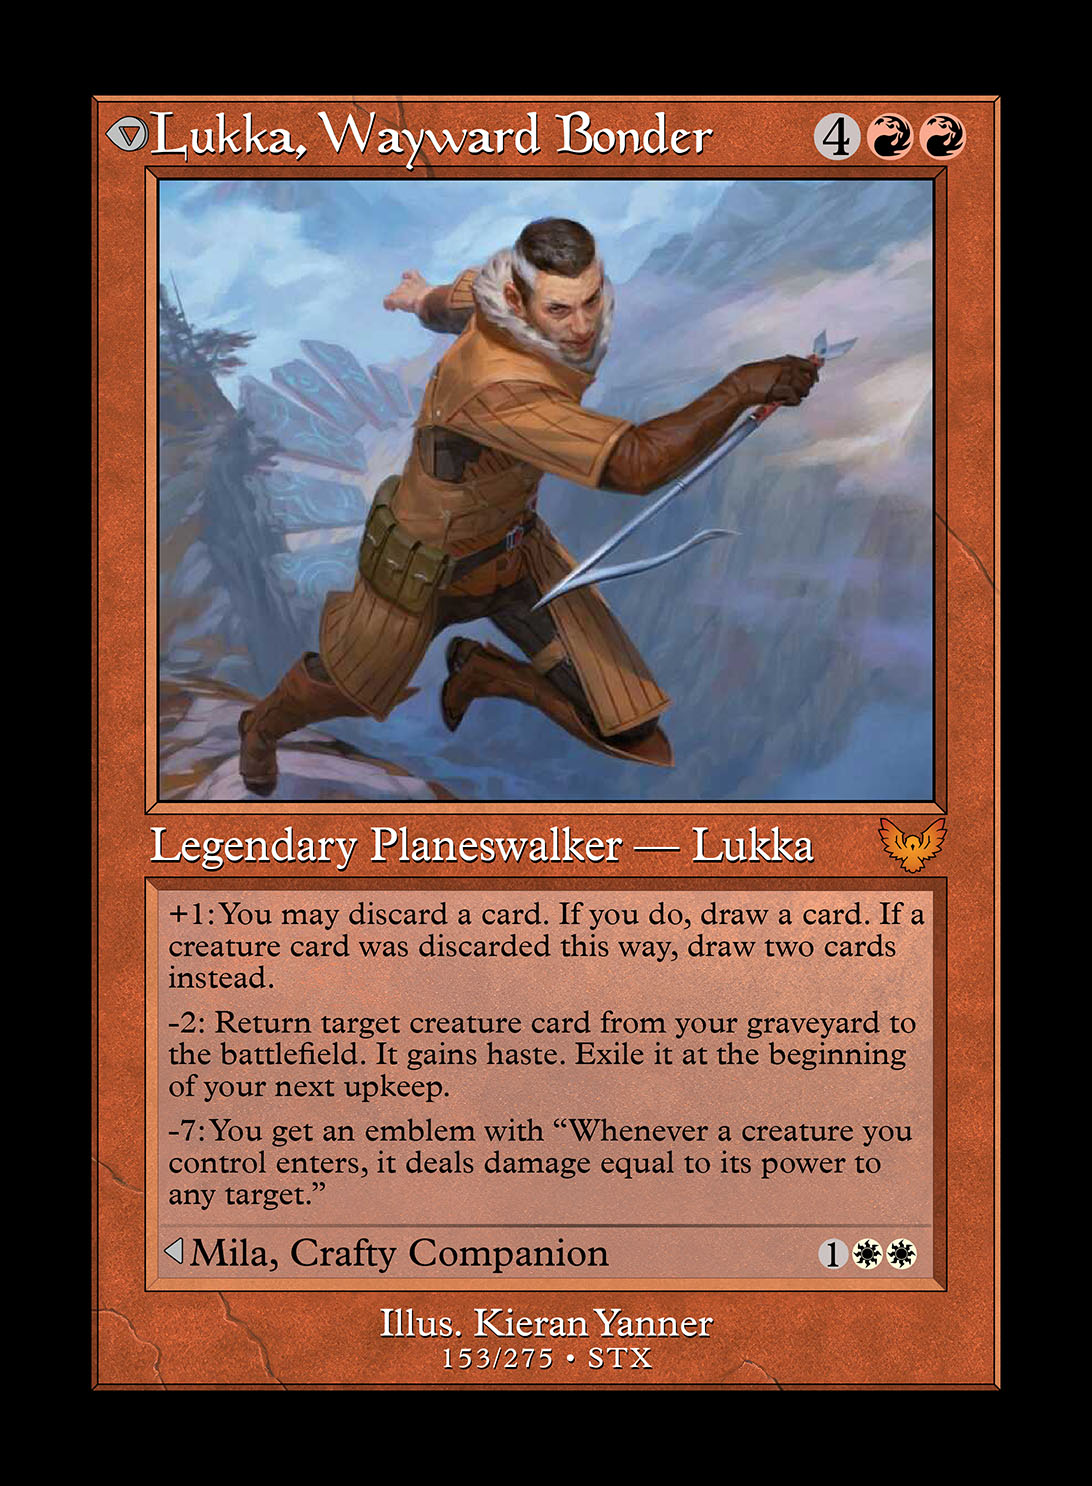 Lukka, Wayward Bonder 4
Legendary Planeswalker — Lukka
+1: You may discard a card. If you do, draw a card. If a
creature card was discarded this way, draw two cards
instead.
-2: Return target creature card from your graveyard to
the battlefield. It gains haste. Exile it at the beginning
of your next upkeep.
-7: You get an emblem with “Whenever a creature you
control enters, it deals damage equal to its power to
any target.”
Mila, Crafty Companion 1
Illus. Kieran Yanner
153/275 • STX